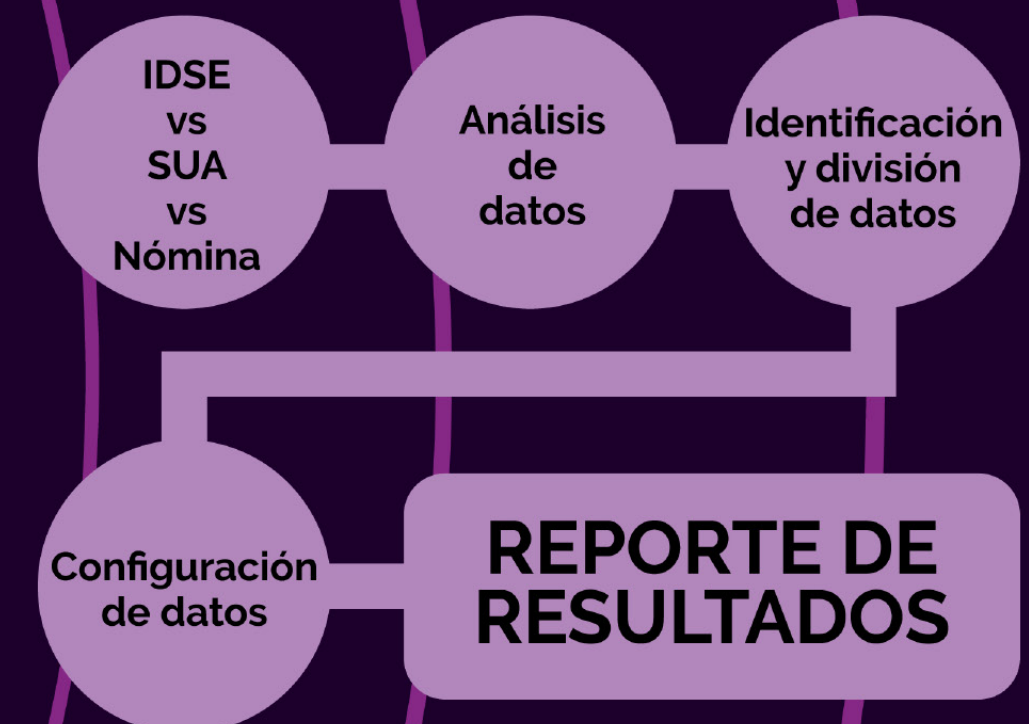 IDSE
vs
SUA
vs
Nómina
Análisis
de
datos
Identificación
y división
de datos
Configuración
de datos
REPORTE DE
RESULTADOS